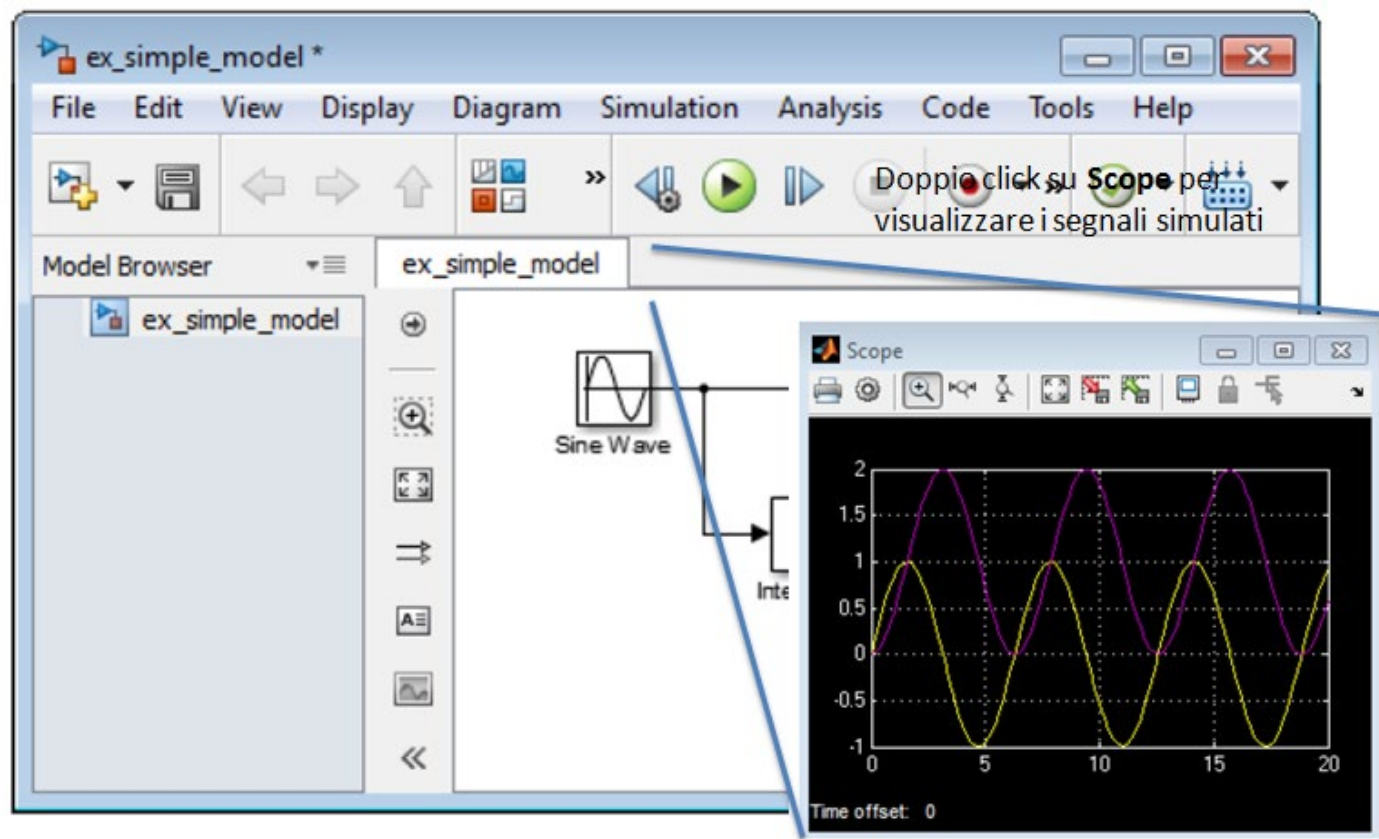 ex_simple_model *
File Edit View Display Diagram Simulation Analysis Code Tools Help
Doppio click su Scope per
visualizzare i segnali simulati
Model Browser
ex_simple_model
ex_simple_model
Sine Wave
Inte
Scope
2
1.5
1
0.5
0
-0.5
-1
0 5 10 15 20
Time offset: 0